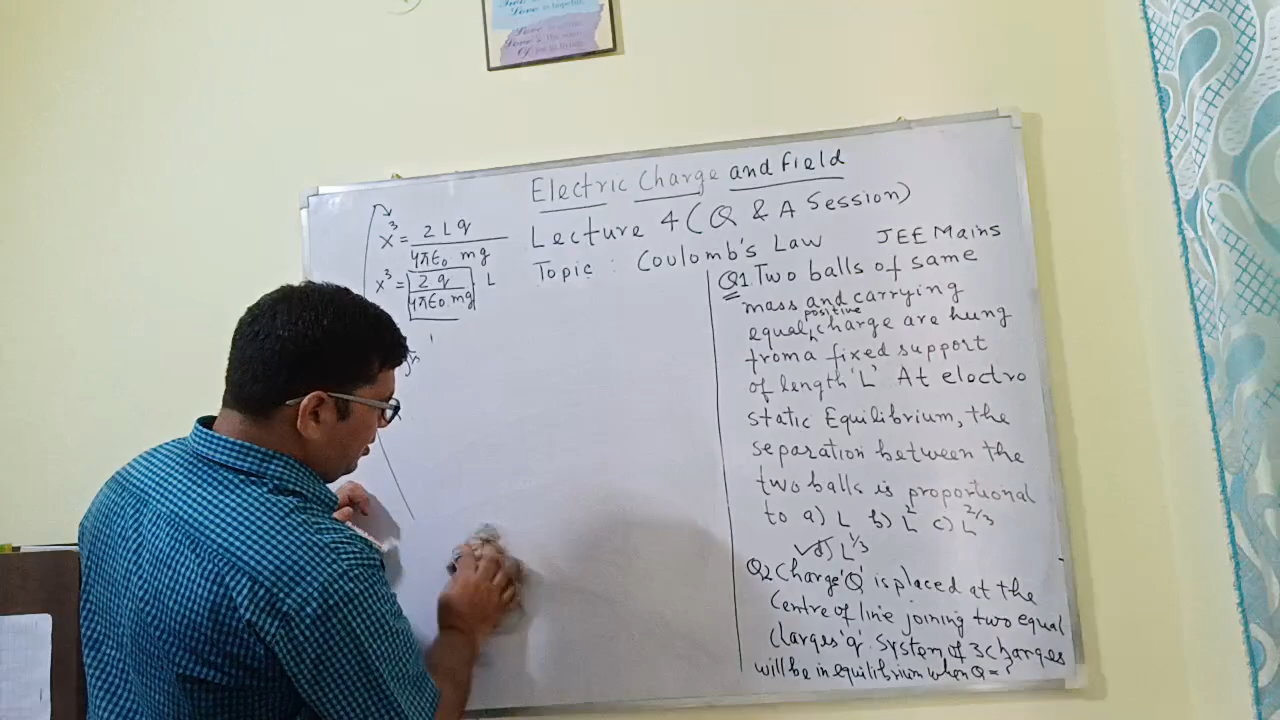 Electric Charge and Field
Lecture 4 ( Q & A Session )
Topic : Coulomb's Law
JEE Mains
x³ = 2 L q / 4πε₀ mg
x³ = 2 q / 4πε₀ mg L
Q1. Two balls of same
mass and carrying
equal positive charge are hung
from a fixed support
of length 'L' At electro
static Equilibrium, the
separation between the
two balls is proportional
to a) L b) L² c) L^2/3
✓d) L^1/3
Q2 Charge 'Q' is placed at the
Centre of line joining two equal
Charges 'q'. System of 3 charges
will be in equilibrium when Q = ?